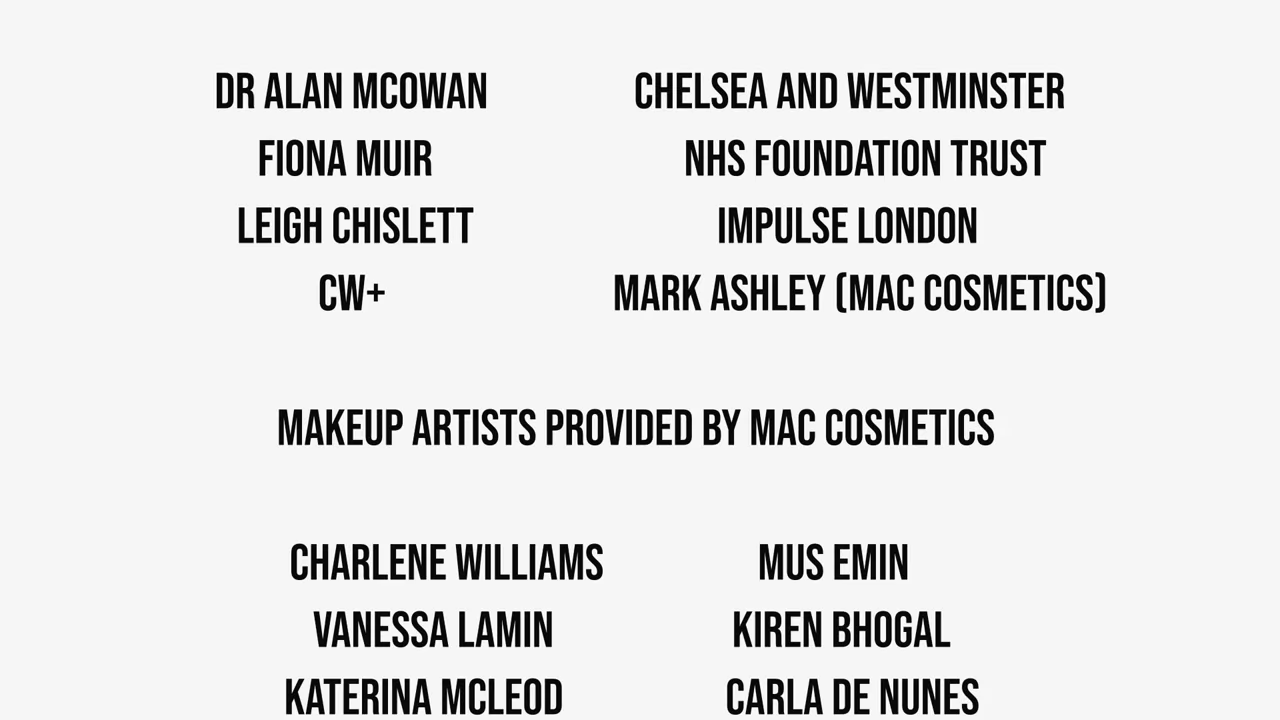 DR ALAN MCOWAN
FIONA MUIR
LEIGH CHISLETT
CW+
CHELSEA AND WESTMINSTER
NHS FOUNDATION TRUST
IMPULSE LONDON
MARK ASHLEY (MAC COSMETICS)
MAKEUP ARTISTS PROVIDED BY MAC COSMETICS
CHARLENE WILLIAMS
VANESSA LAMIN
KATERINA MCLEOD
MUS EMIN
KIREN BHOGAL
CARLA DE NUNES